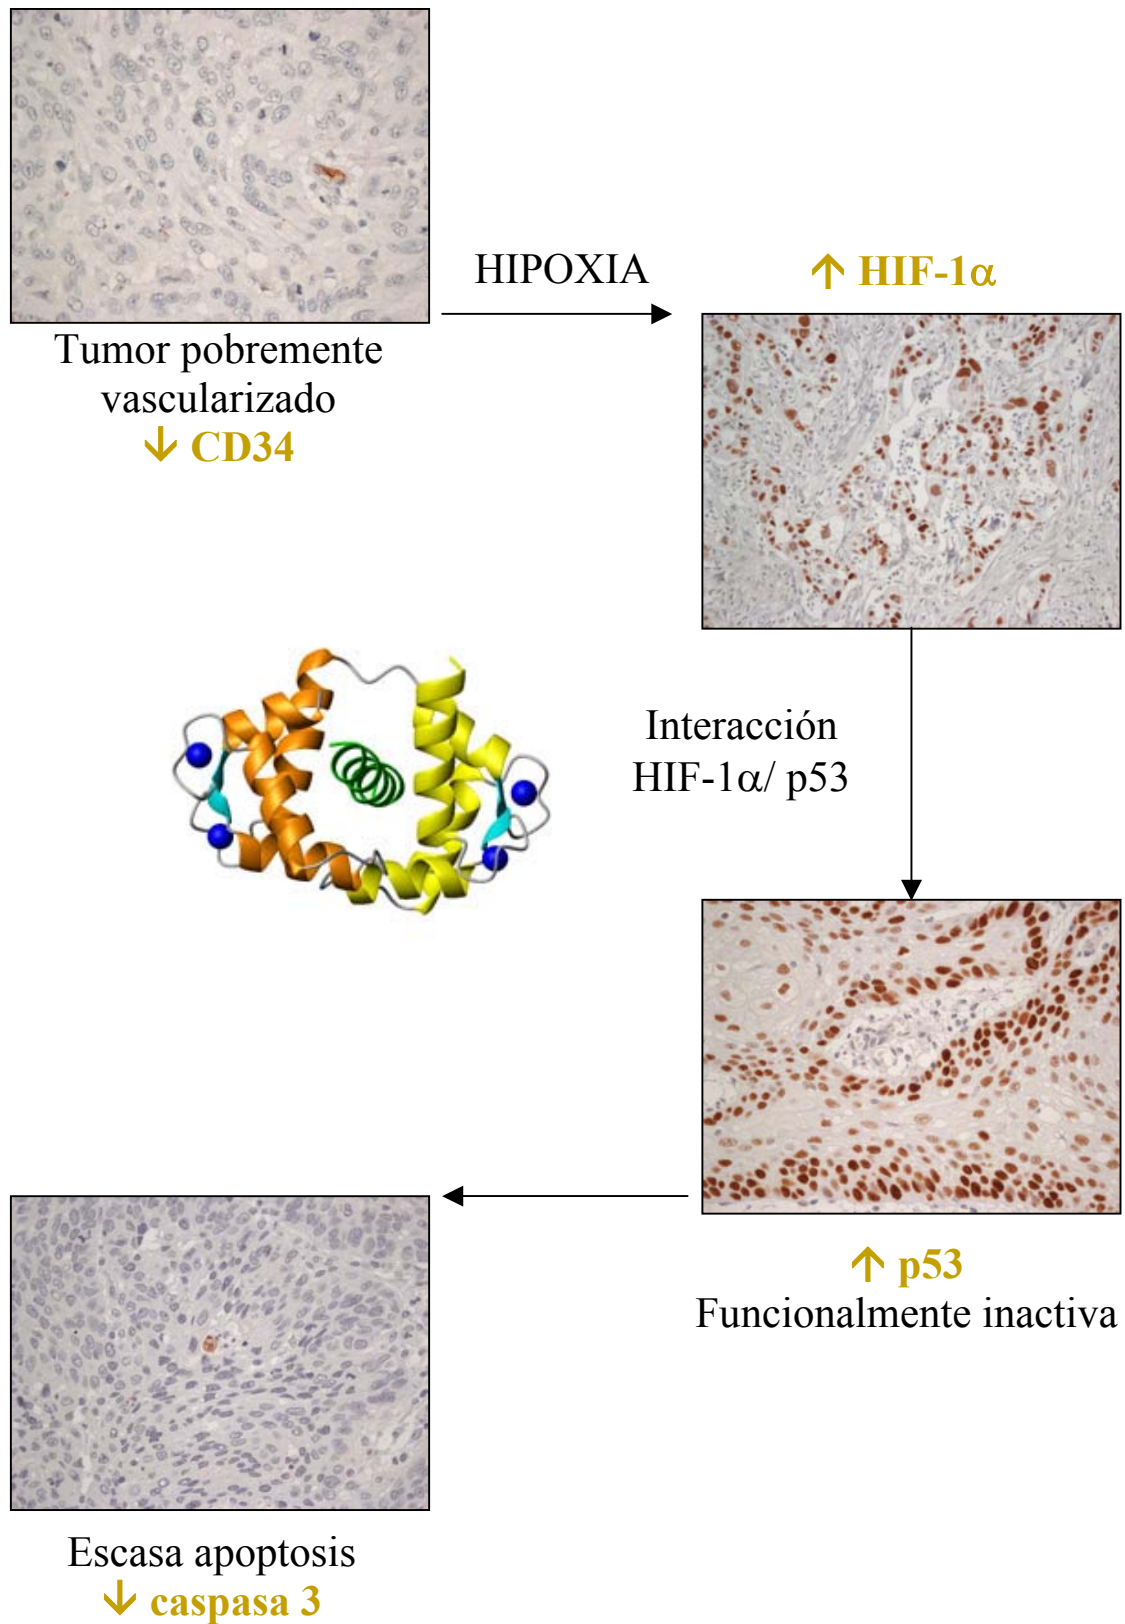 HIPOXIA
↑ HIF-1α
Tumor pobremente
vascularizado
↓ CD34
Interacción
HIF-1α/ p53
↑ p53
Funcionalmente inactiva
Escasa apoptosis
↓ caspasa 3